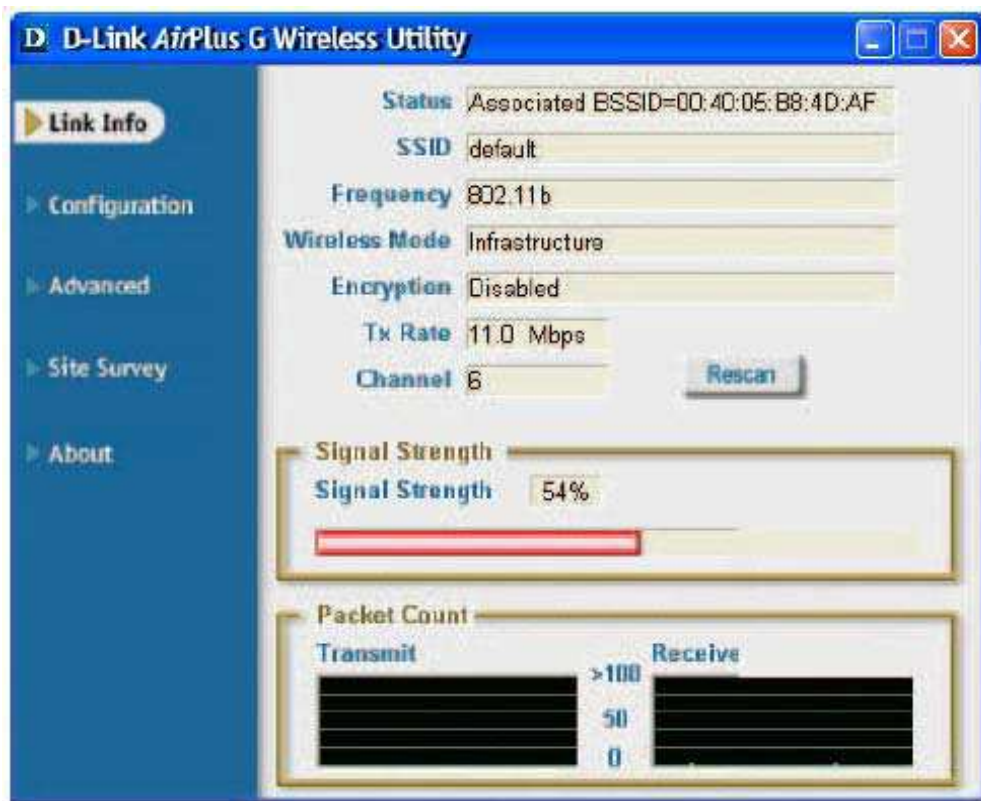 D D-Link AirPlus G Wireless Utility
Link Info
Configuration
Advanced
Site Survey
About
Status Associated BSSID=00:40:05:B8:4D:AF
SSID default
Frequency 802.11b
Wireless Mode Infrastructure
Encryption Disabled
Tx Rate 11.0 Mbps
Channel 6
Rescan
Signal Strength
Signal Strength 54%
Packet Count
Transmit
Receive
>100
50
0